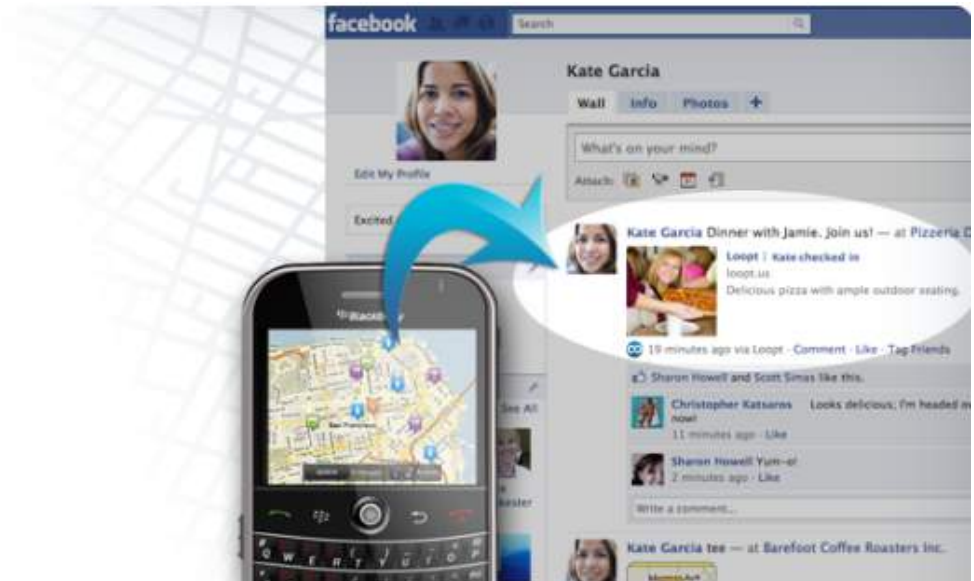 facebook
Search
Kate Garcia
Wall Info Photos +
What's on your mind?
Edit My Profile
Attach:
Excited
Kate Garcia Dinner with Jamie. Join us! — at Pizzeria D
Loopt | Kate checked in
loopt.us
Delicious pizza with ample outdoor seating.
19 minutes ago via Loopt · Comment · Like · Tag Friends
Sharon Howell and Scott Simas like this.
Christopher Katsaros Looks delicious; I'm headed
now!
11 minutes ago · Like
Sharon Howell Yum-o!
2 minutes ago · Like
Write a comment...
Kate Garcia tee — at Barefoot Coffee Roasters Inc.
See All
BlackBerry
San Francisco
Q W E R T Y U I O P